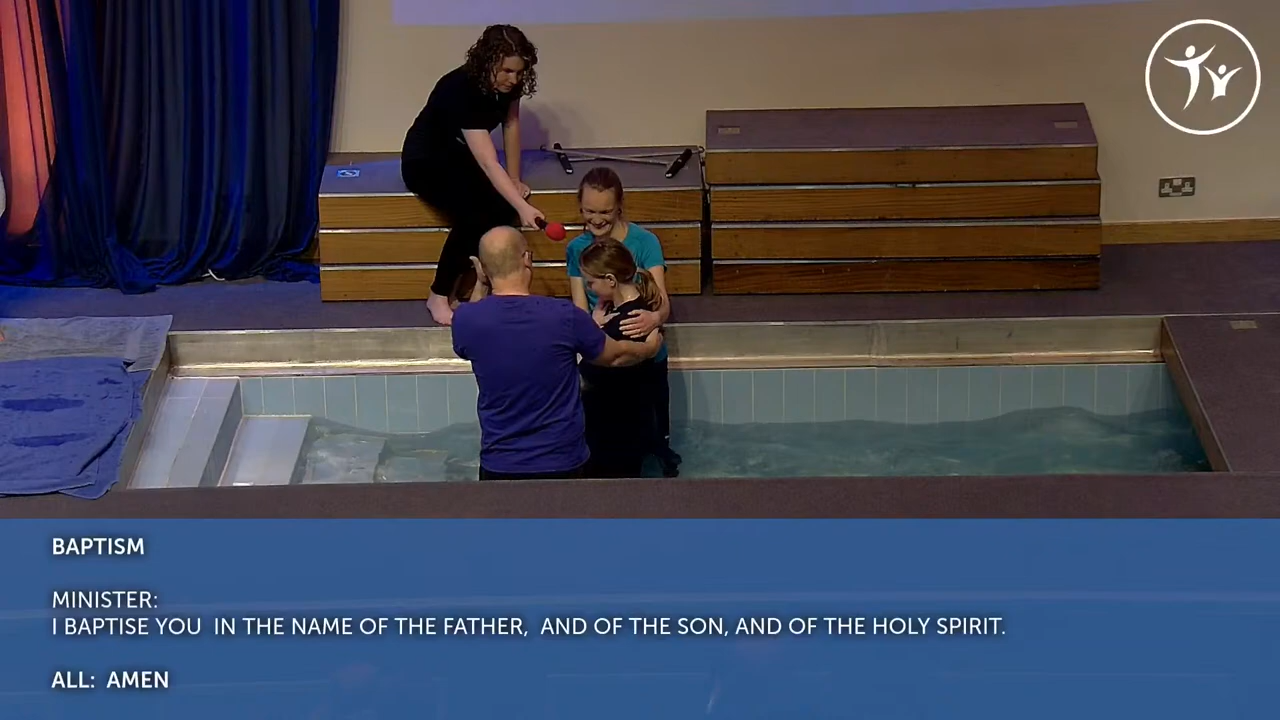 BAPTISM
MINISTER:
I BAPTISE YOU  IN THE NAME OF THE FATHER,  AND OF THE SON, AND OF THE HOLY SPIRIT.
ALL:  AMEN